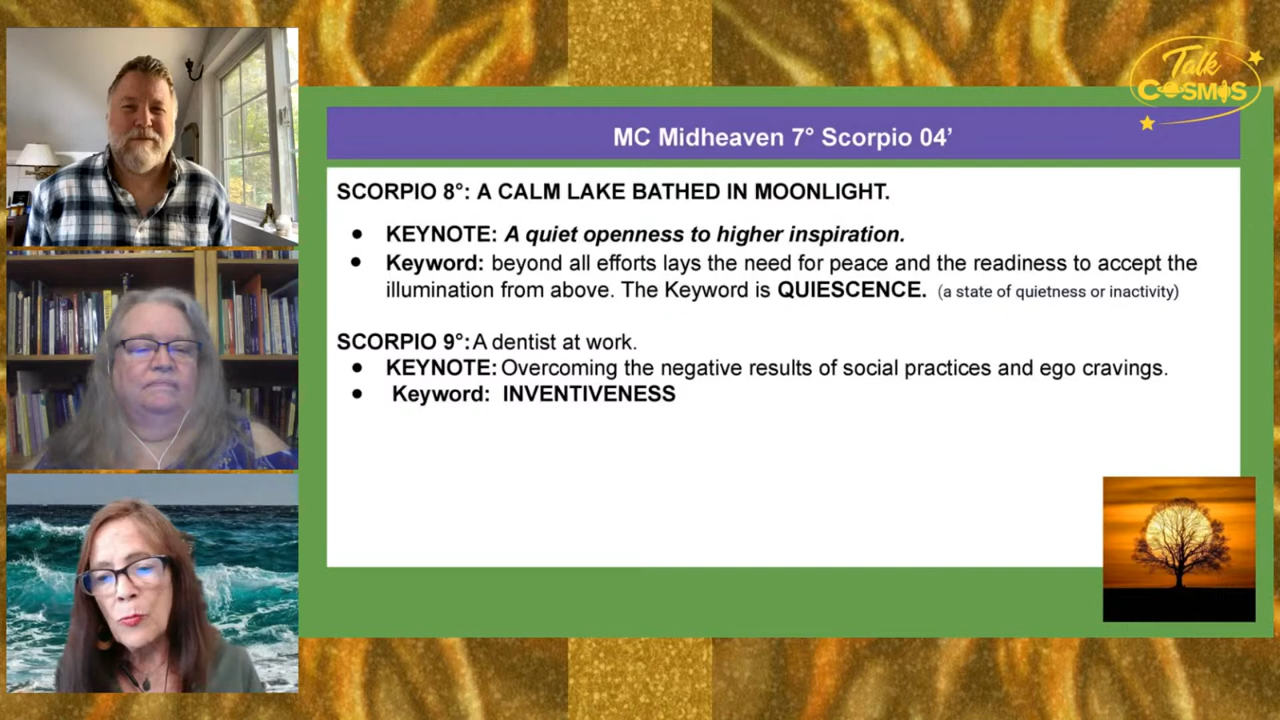 Talk
COSMIS
MC Midheaven 7° Scorpio 04’
SCORPIO 8°: A CALM LAKE BATHED IN MOONLIGHT.
● KEYNOTE: A quiet openness to higher inspiration.
● Keyword: beyond all efforts lays the need for peace and the readiness to accept the
illumination from above. The Keyword is QUIESCENCE. (a state of quietness or inactivity)
SCORPIO 9°: A dentist at work.
● KEYNOTE: Overcoming the negative results of social practices and ego cravings.
● Keyword: INVENTIVENESS